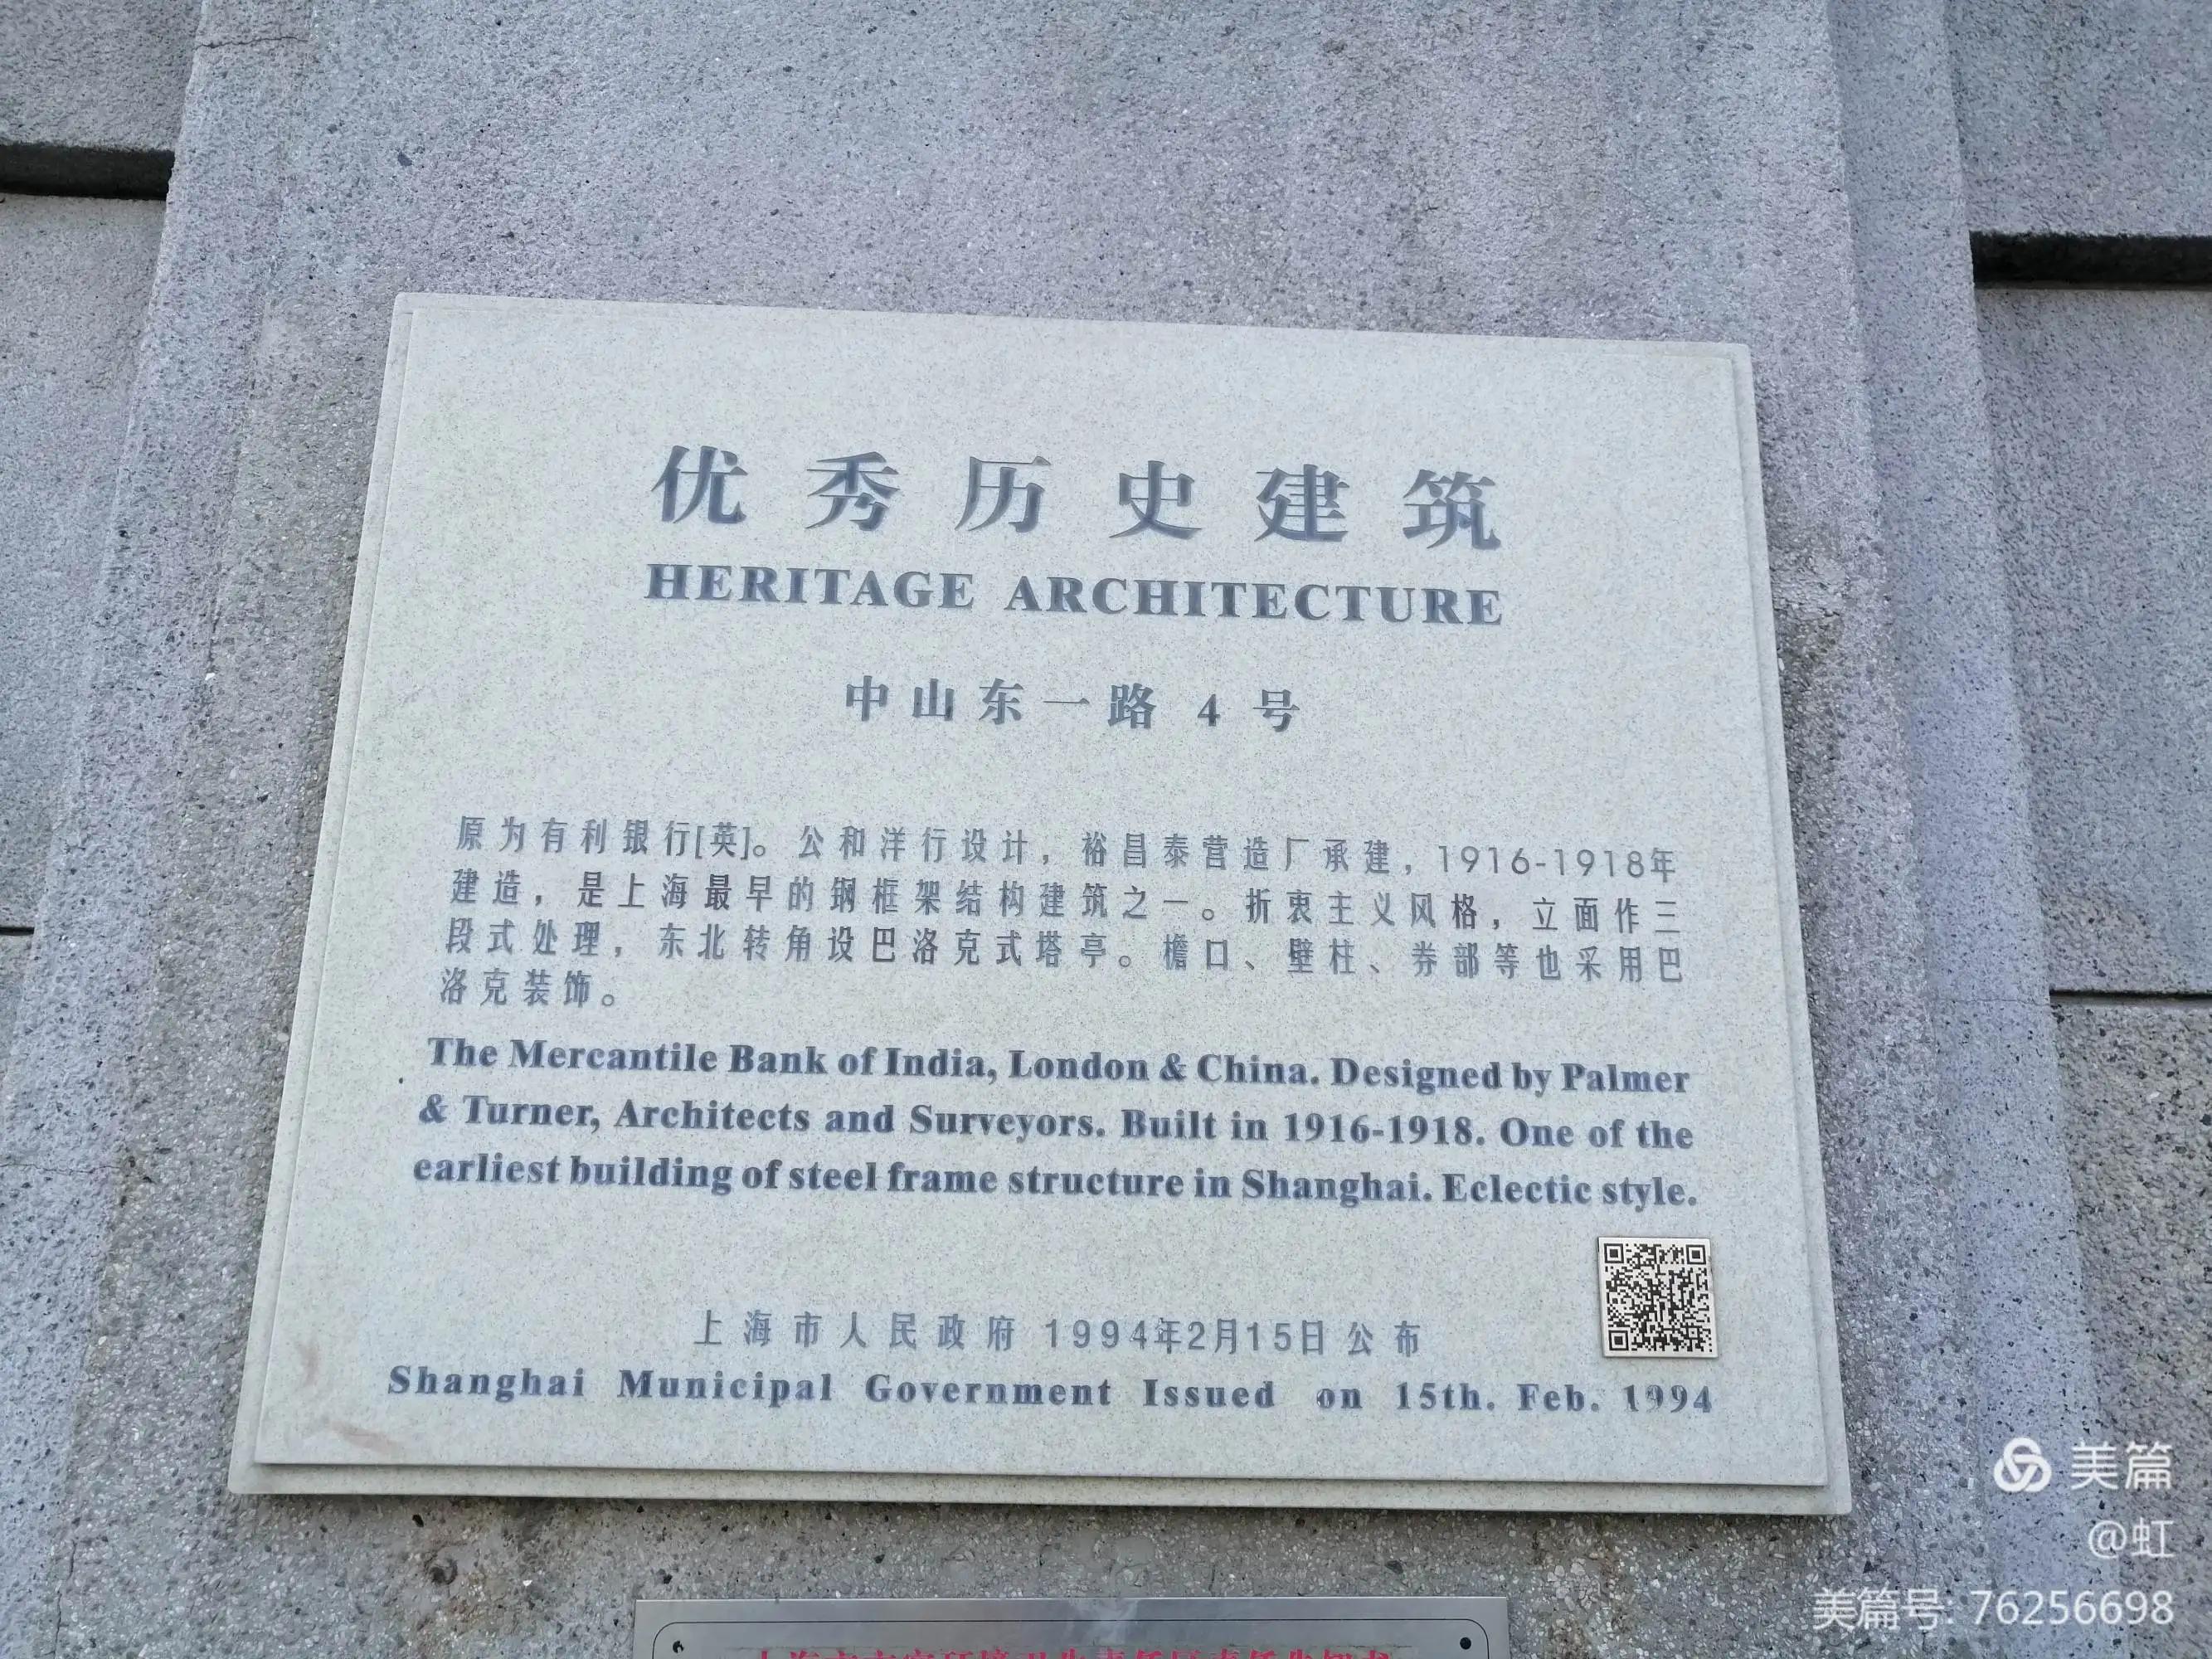 优秀历史建筑
HERITAGE ARCHITECTURE
中山东一路 4 号
原为有利银行[英]。公和洋行设计，裕昌泰营造厂承建，1916-1918年
建造，是上海最早的钢框架结构建筑之一。折衷主义风格，立面作三
段式处理，东北转角设巴洛克式塔亭。檐口、壁柱、券部等也采用巴
洛克装饰。
The Mercantile Bank of India, London & China. Designed by Palmer
& Turner, Architects and Surveyors. Built in 1916-1918. One of the
earliest building of steel frame structure in Shanghai. Eclectic style.
上海市人民政府 1994年2月15日公布
Shanghai Municipal Government Issued on 15th. Feb. 1994
美篇
@虹
美篇号: 76256698